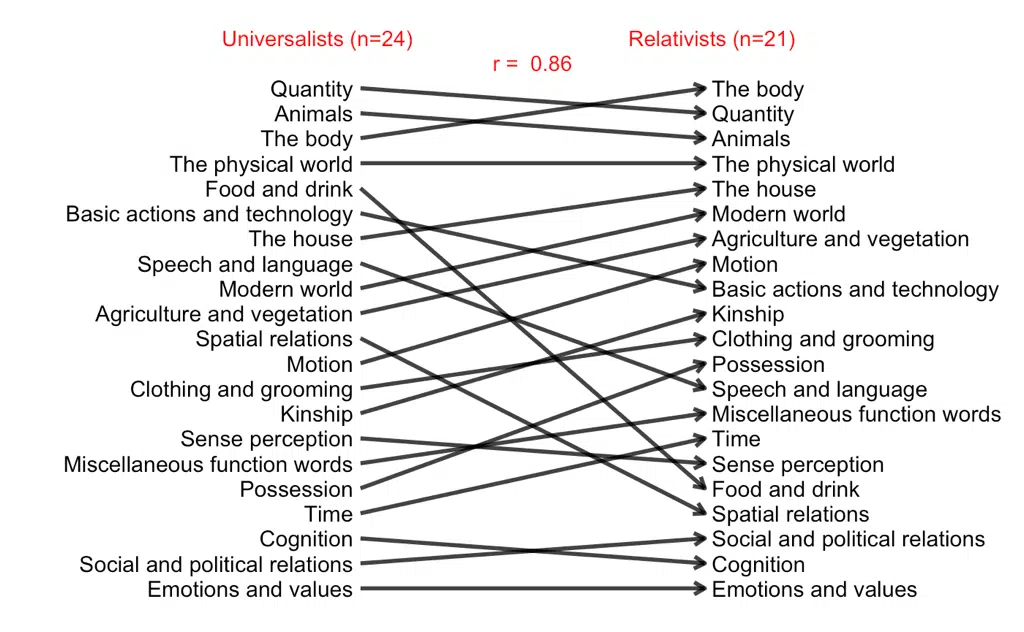 Universalists (n=24)
Relativists (n=21)
r = 0.86
Quantity
Animals
The body
The physical world
Food and drink
Basic actions and technology
The house
Speech and language
Modern world
Agriculture and vegetation
Spatial relations
Motion
Clothing and grooming
Kinship
Sense perception
Miscellaneous function words
Possession
Time
Cognition
Social and political relations
Emotions and values
The body
Quantity
Animals
The physical world
The house
Modern world
Agriculture and vegetation
Motion
Basic actions and technology
Kinship
Clothing and grooming
Possession
Speech and language
Miscellaneous function words
Time
Sense perception
Food and drink
Spatial relations
Social and political relations
Cognition
Emotions and values